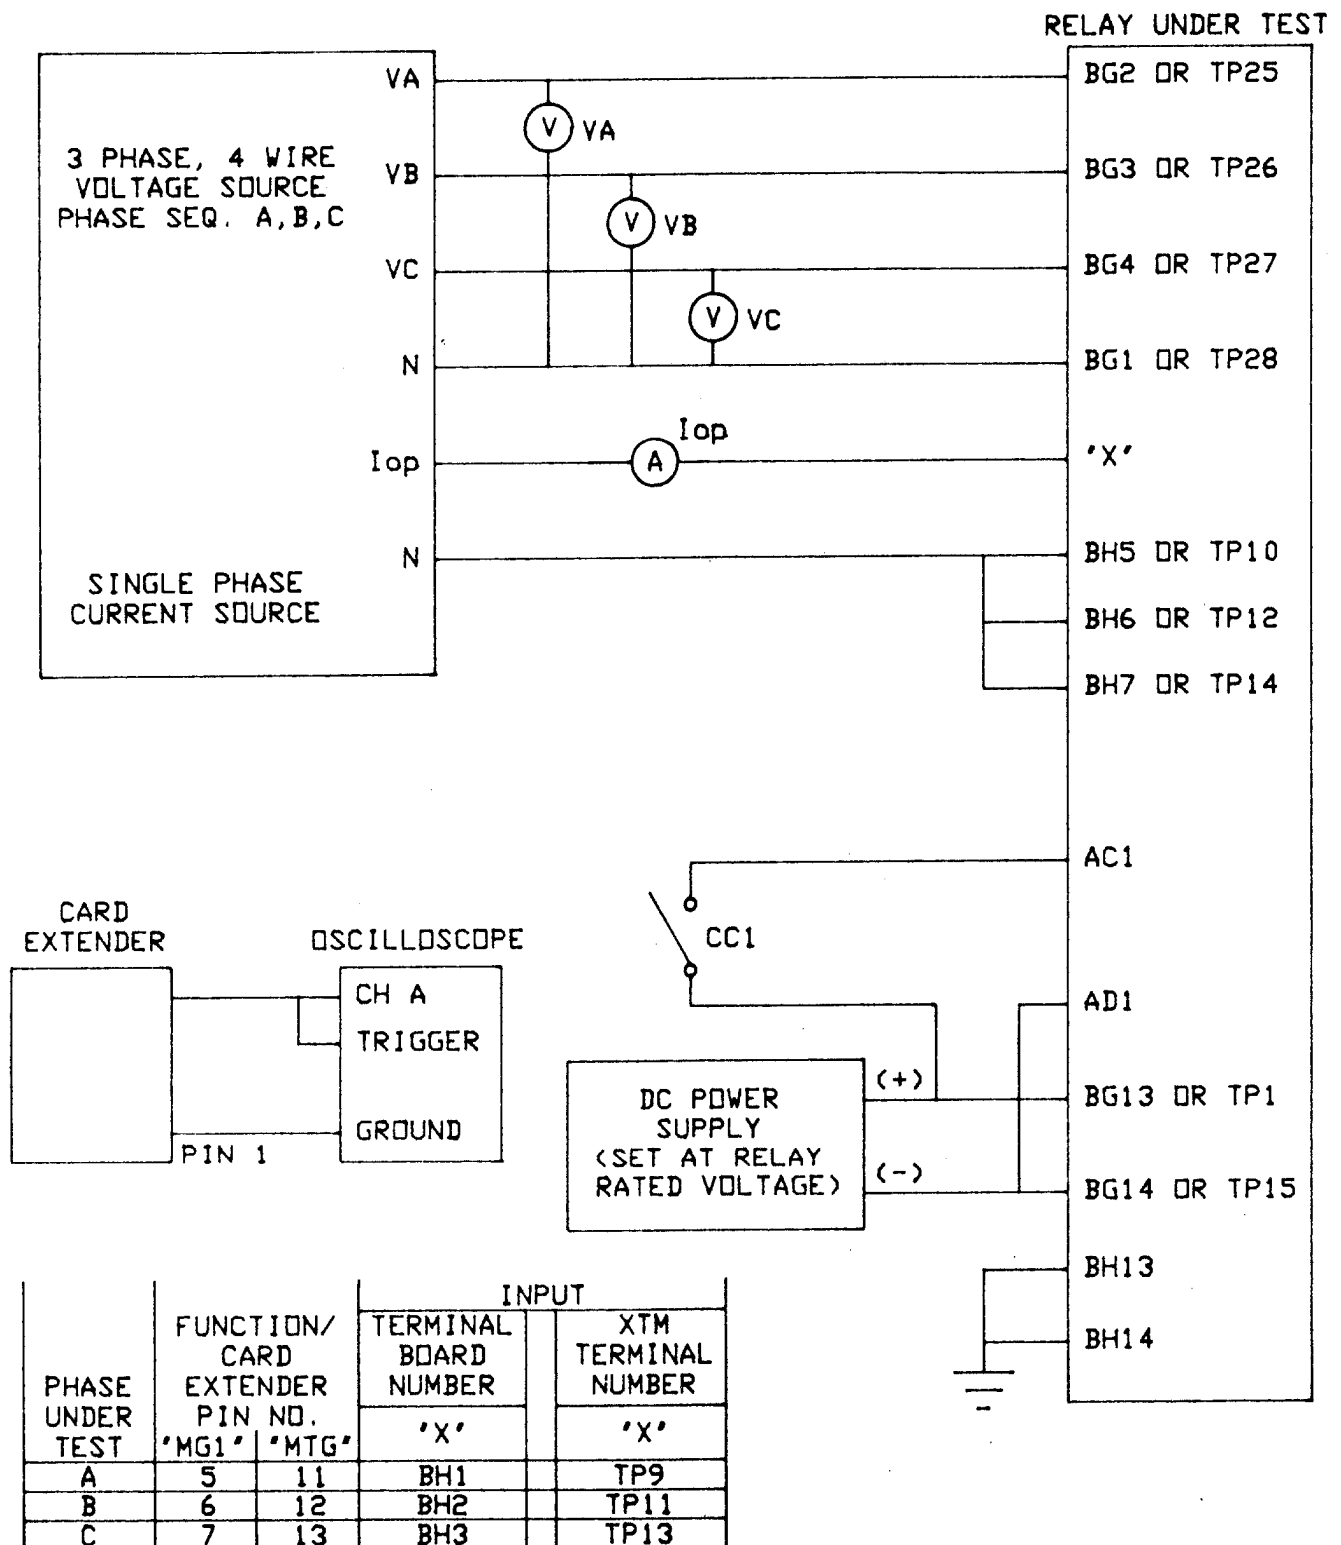 RELAY UNDER TEST
VA
BG2 OR TP25
V VA
3 PHASE, 4 WIRE
VOLTAGE SOURCE
PHASE SEQ. A,B,C
VB
BG3 OR TP26
V VB
VC
BG4 OR TP27
V VC
N
BG1 OR TP28
Iop
Iop
A
"X"
N
BH5 OR TP10
SINGLE PHASE
CURRENT SOURCE
BH6 OR TP12
BH7 OR TP14
AC1
CARD
EXTENDER
OSCILLOSCOPE
CC1
CH A
TRIGGER
GROUND
PIN 1
AD1
DC POWER
SUPPLY
(SET AT RELAY
RATED VOLTAGE)
(+)
BG13 OR TP1
(-)
BG14 OR TP15
BH13
BH14
INPUT
PHASE
UNDER
TEST
FUNCTION/
CARD
EXTENDER
PIN NO.
"MG1" "MTG"
TERMINAL
BOARD
NUMBER
"X"
XTM
TERMINAL
NUMBER
"X"
A 5 11 BH1 TP9
B 6 12 BH2 TP11
C 7 13 BH3 TP13